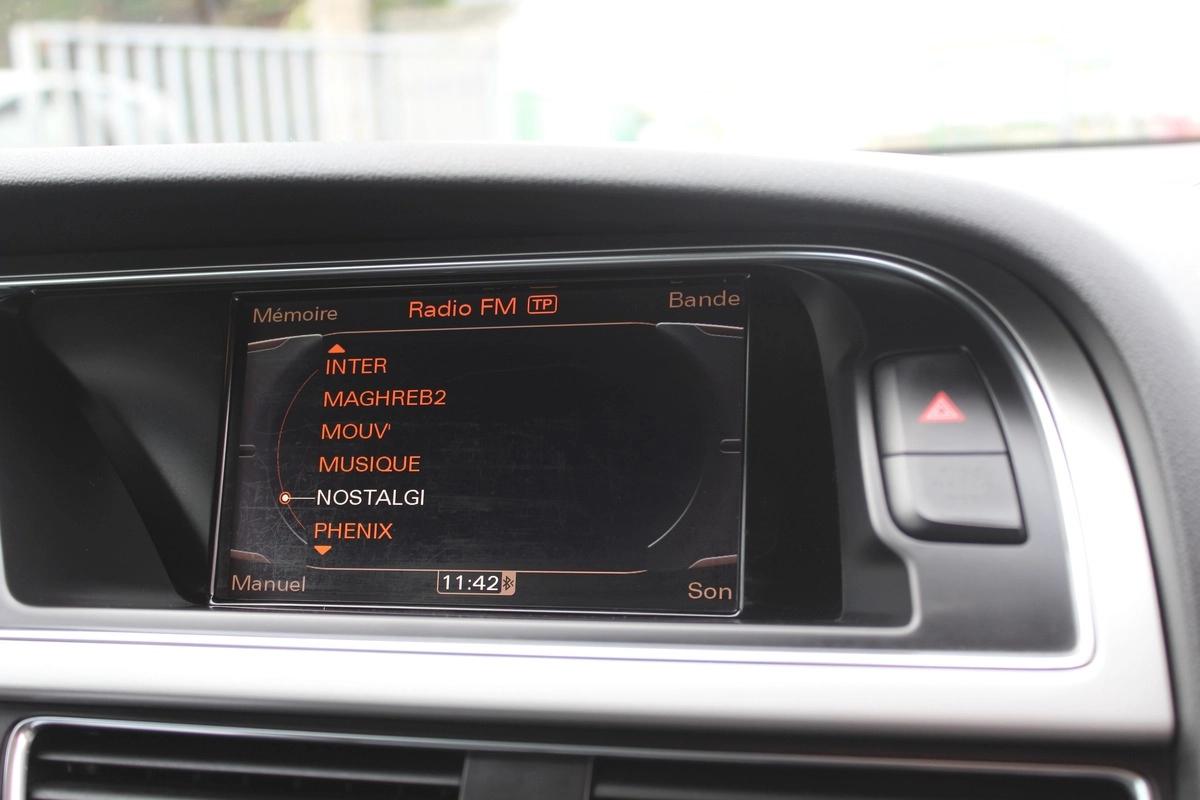 Mémoire Radio FM TP Bande
INTER
MAGHREB2
MOUV'
MUSIQUE
NOSTALGI
PHENIX
Manuel 11:42 Son